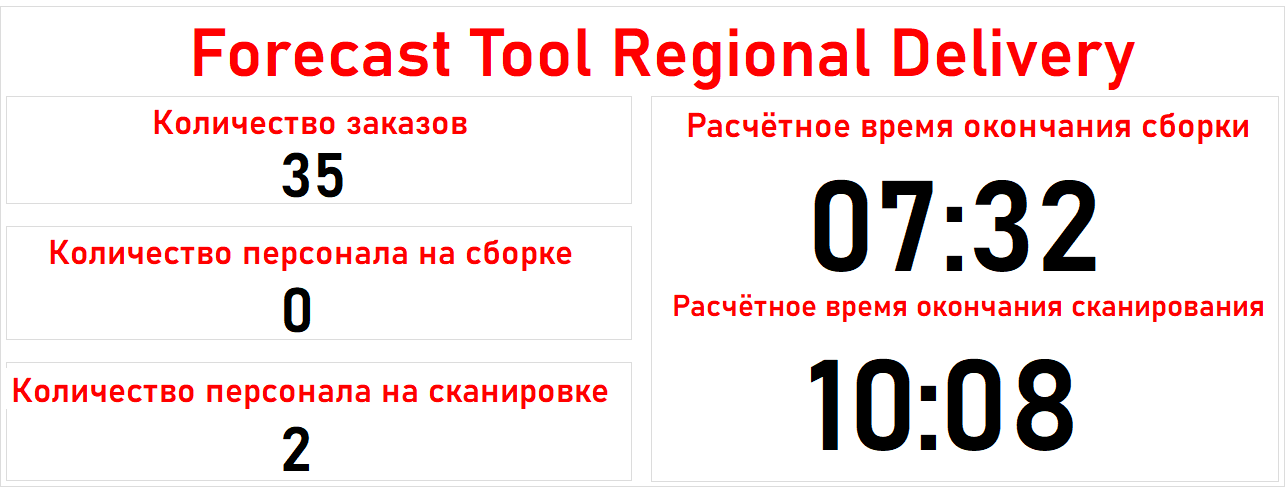 Forecast Tool Regional Delivery
Количество заказов
35
Количество персонала на сборке
0
Количество персонала на сканировке
2
Расчётное время окончания сборки
07:32
Расчётное время окончания сканирования
10:08